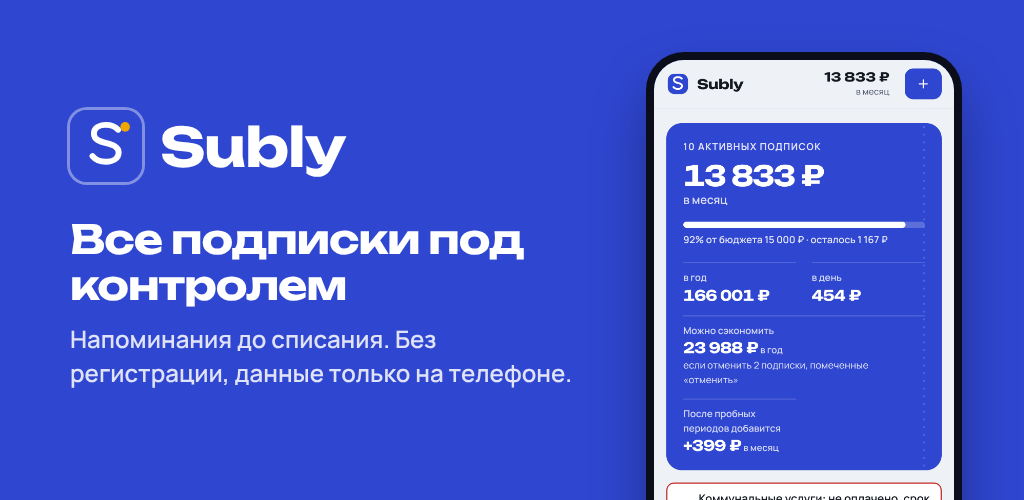 S
Subly
Все подписки под
контролем
Напоминания до списания. Без
регистрации, данные только на телефоне.
S Subly
13 833 ₽
в месяц
+
10 АКТИВНЫХ ПОДПИСОК
13 833 ₽
в месяц
92% от бюджета 15 000 ₽ · осталось 1 167 ₽
в год
166 001 ₽
в день
454 ₽
Можно сэкономить
23 988 ₽ в год
если отменить 2 подписки, помеченные
«отменить»
После пробных
периодов добавится
+399 ₽ в месяц
Коммунальные услуги: не оплачено, срок